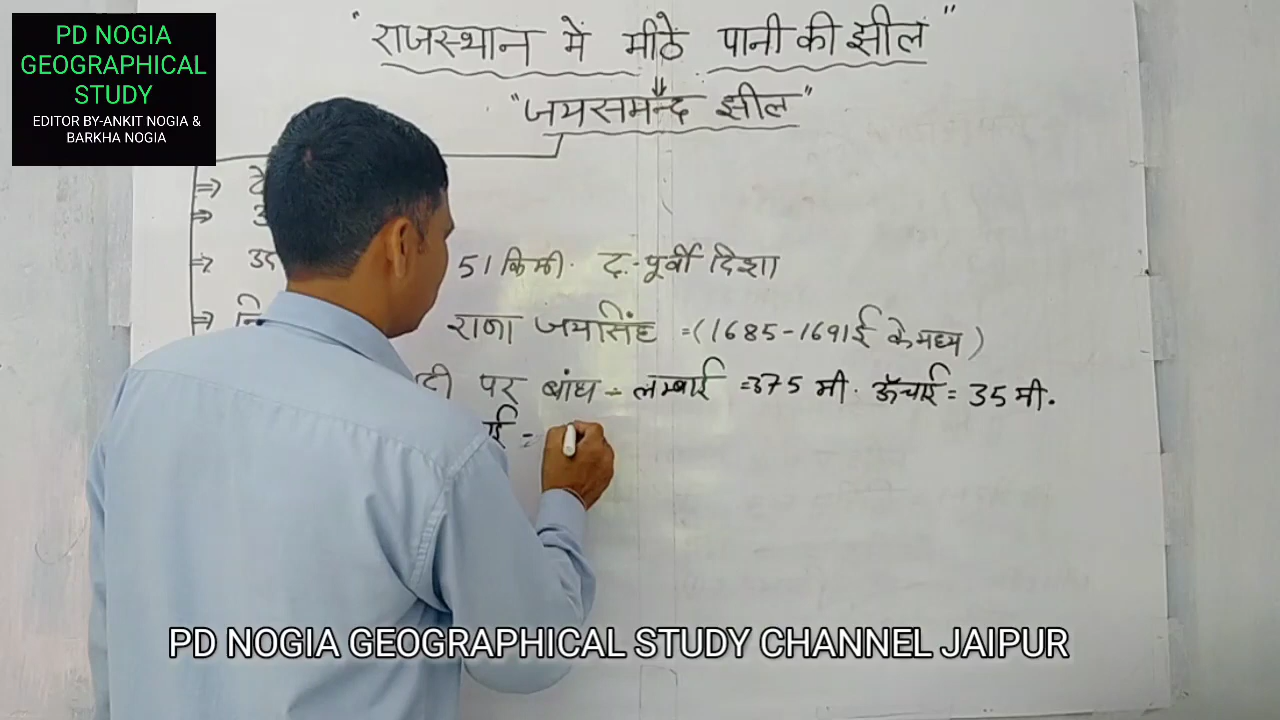 PD NOGIA
GEOGRAPHICAL
STUDY
EDITOR BY-ANKIT NOGIA &
BARKHA NOGIA
"राजस्थान में मीठे पानी की झील"
"जयसमन्द झील"
51 किमी. द.-पूर्वी दिशा
राणा जयसिंह =(1685-1691ई के मध्य)
पर बांध - लम्बाई =375 मी. ऊँचाई = 35 मी.
PD NOGIA GEOGRAPHICAL STUDY CHANNEL JAIPUR